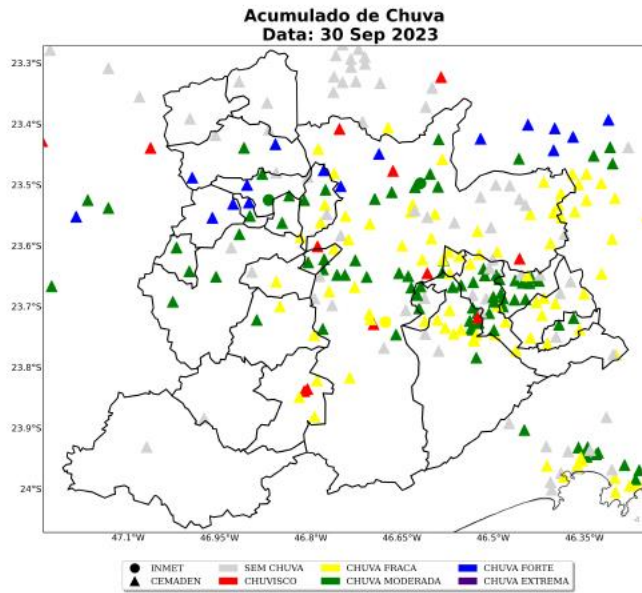 Acumulado de Chuva
Data: 30 Sep 2023
23.3°S
23.4°S
23.5°S
23.6°S
23.7°S
23.8°S
23.9°S
24°S
47.1°W
46.95°W
46.8°W
46.65°W
46.5°W
46.35°W
INMET
SEM CHUVA
CHUVA FRACA
CHUVA FORTE
CEMADEN
CHUVISCO
CHUVA MODERADA
CHUVA EXTREMA